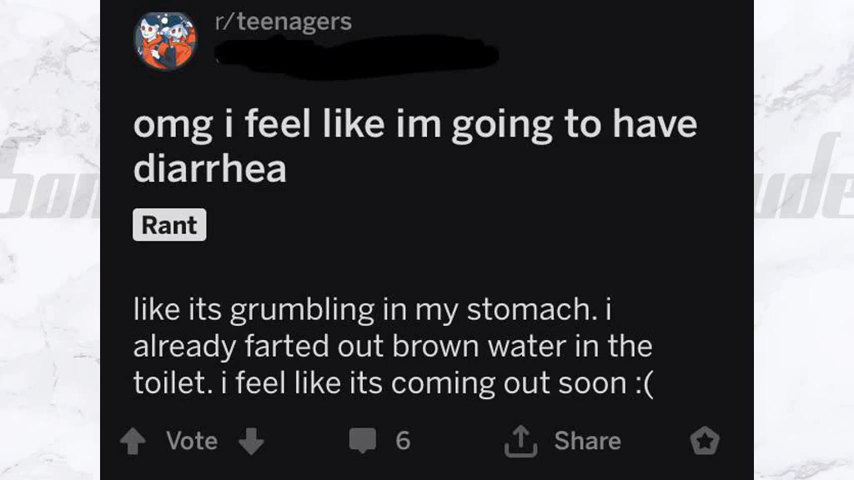 r/teenagers
omg i feel like im going to have
diarrhea
Rant
like its grumbling in my stomach. i
already farted out brown water in the
toilet. i feel like its coming out soon :(
Vote
6
Share